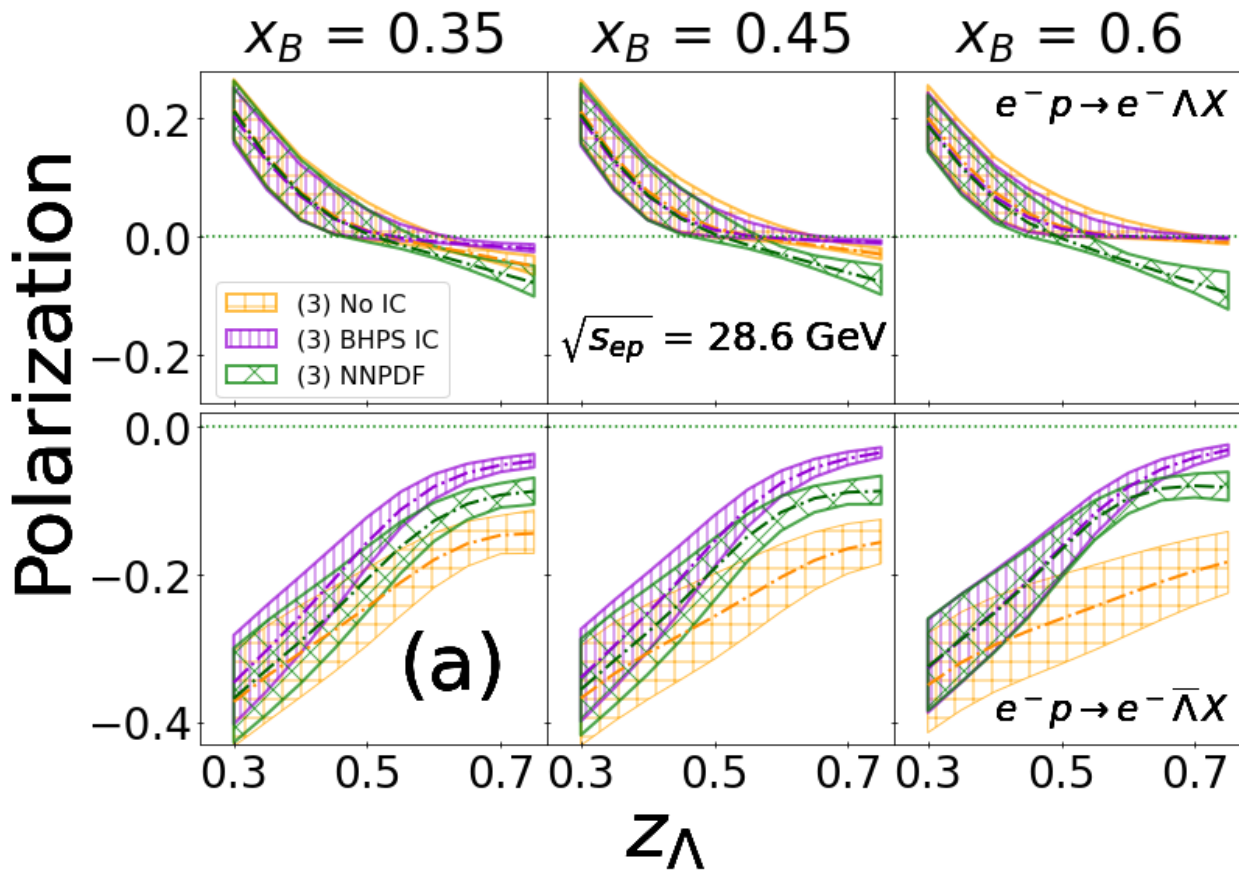 x_B = 0.35 x_B = 0.45 x_B = 0.6
Polarization
0.2
0.0
−0.2
e⁻p → e⁻ΛX
(3) No IC
(3) BHPS IC
(3) NNPDF
√s_ep = 28.6 GeV
0.0
−0.2
−0.4
(a)
e⁻p → e⁻Λ̅X
0.3 0.5 0.7 0.3 0.5 0.7 0.3 0.5 0.7
z_Λ